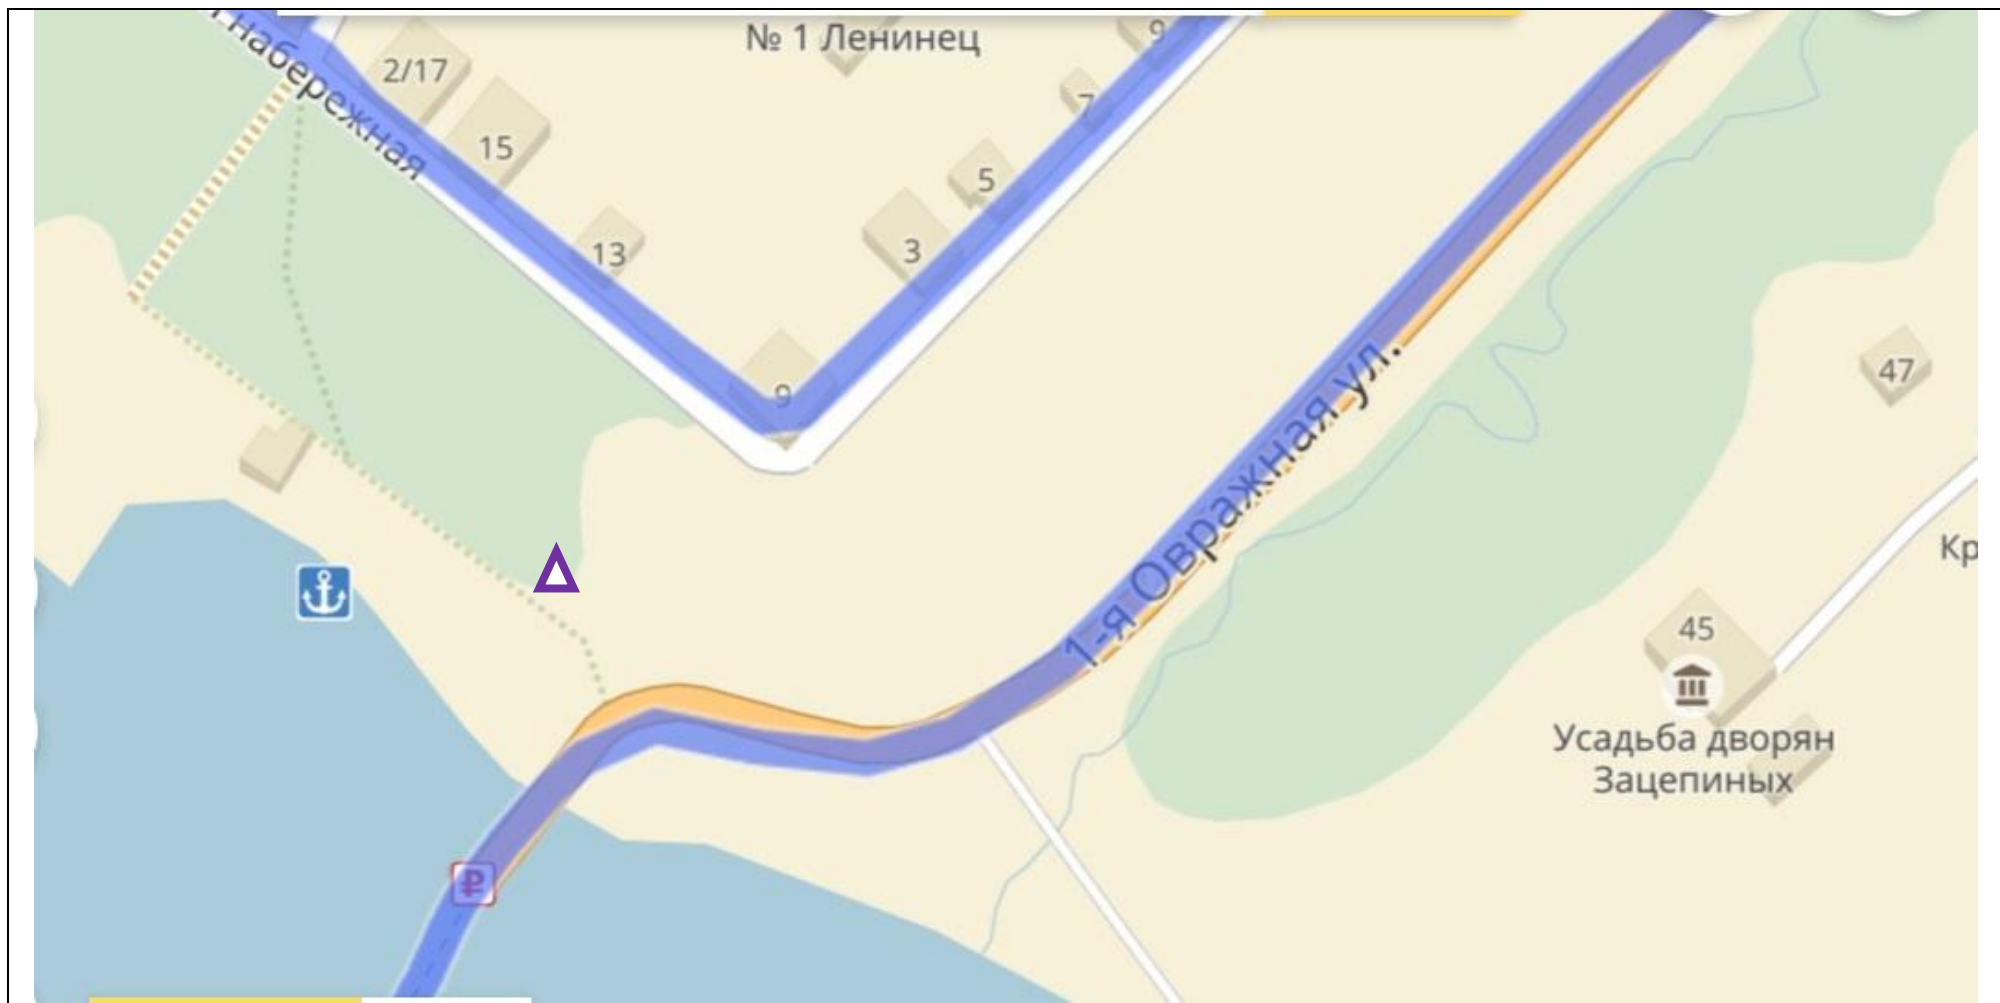 № 1 Ленинец
9
2/17
набережная
7
15
5
13
3
9
1-я Овражная ул.
47
Кр
45
Усадьба дворян
Зацепиных
₽